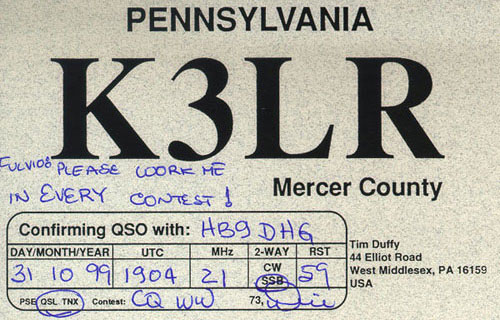 PENNSYLVANIA
K3LR
FULVIO: PLEASE WORK ME
IN EVERY CONTEST!
Mercer County
Confirming QSO with: HB9DHG
DAY/MONTH/YEAR UTC MHz 2-WAY RST
31 10 99 1904 21 CW SSB 59
PSE QSL TNX Contest: CQ WW 73,
Tim Duffy
44 Elliot Road
West Middlesex, PA 16159
USA